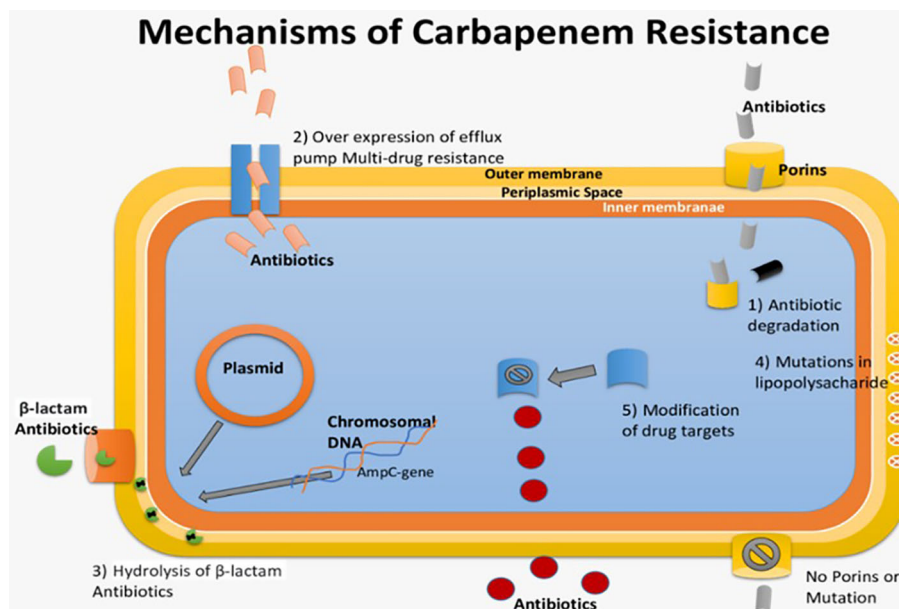 Mechanisms of Carbapenem Resistance
Antibiotics
2) Over expression of efflux
pump Multi-drug resistance
Porins
Outer membrane
Periplasmic Space
Inner membranae
Antibiotics
1) Antibiotic
degradation
Plasmid
4) Mutations in
lipopolysacharide
β-lactam
Antibiotics
Chromosomal
DNA
AmpC-gene
5) Modification
of drug targets
3) Hydrolysis of β-lactam
Antibiotics
Antibiotics
No Porins or
Mutation